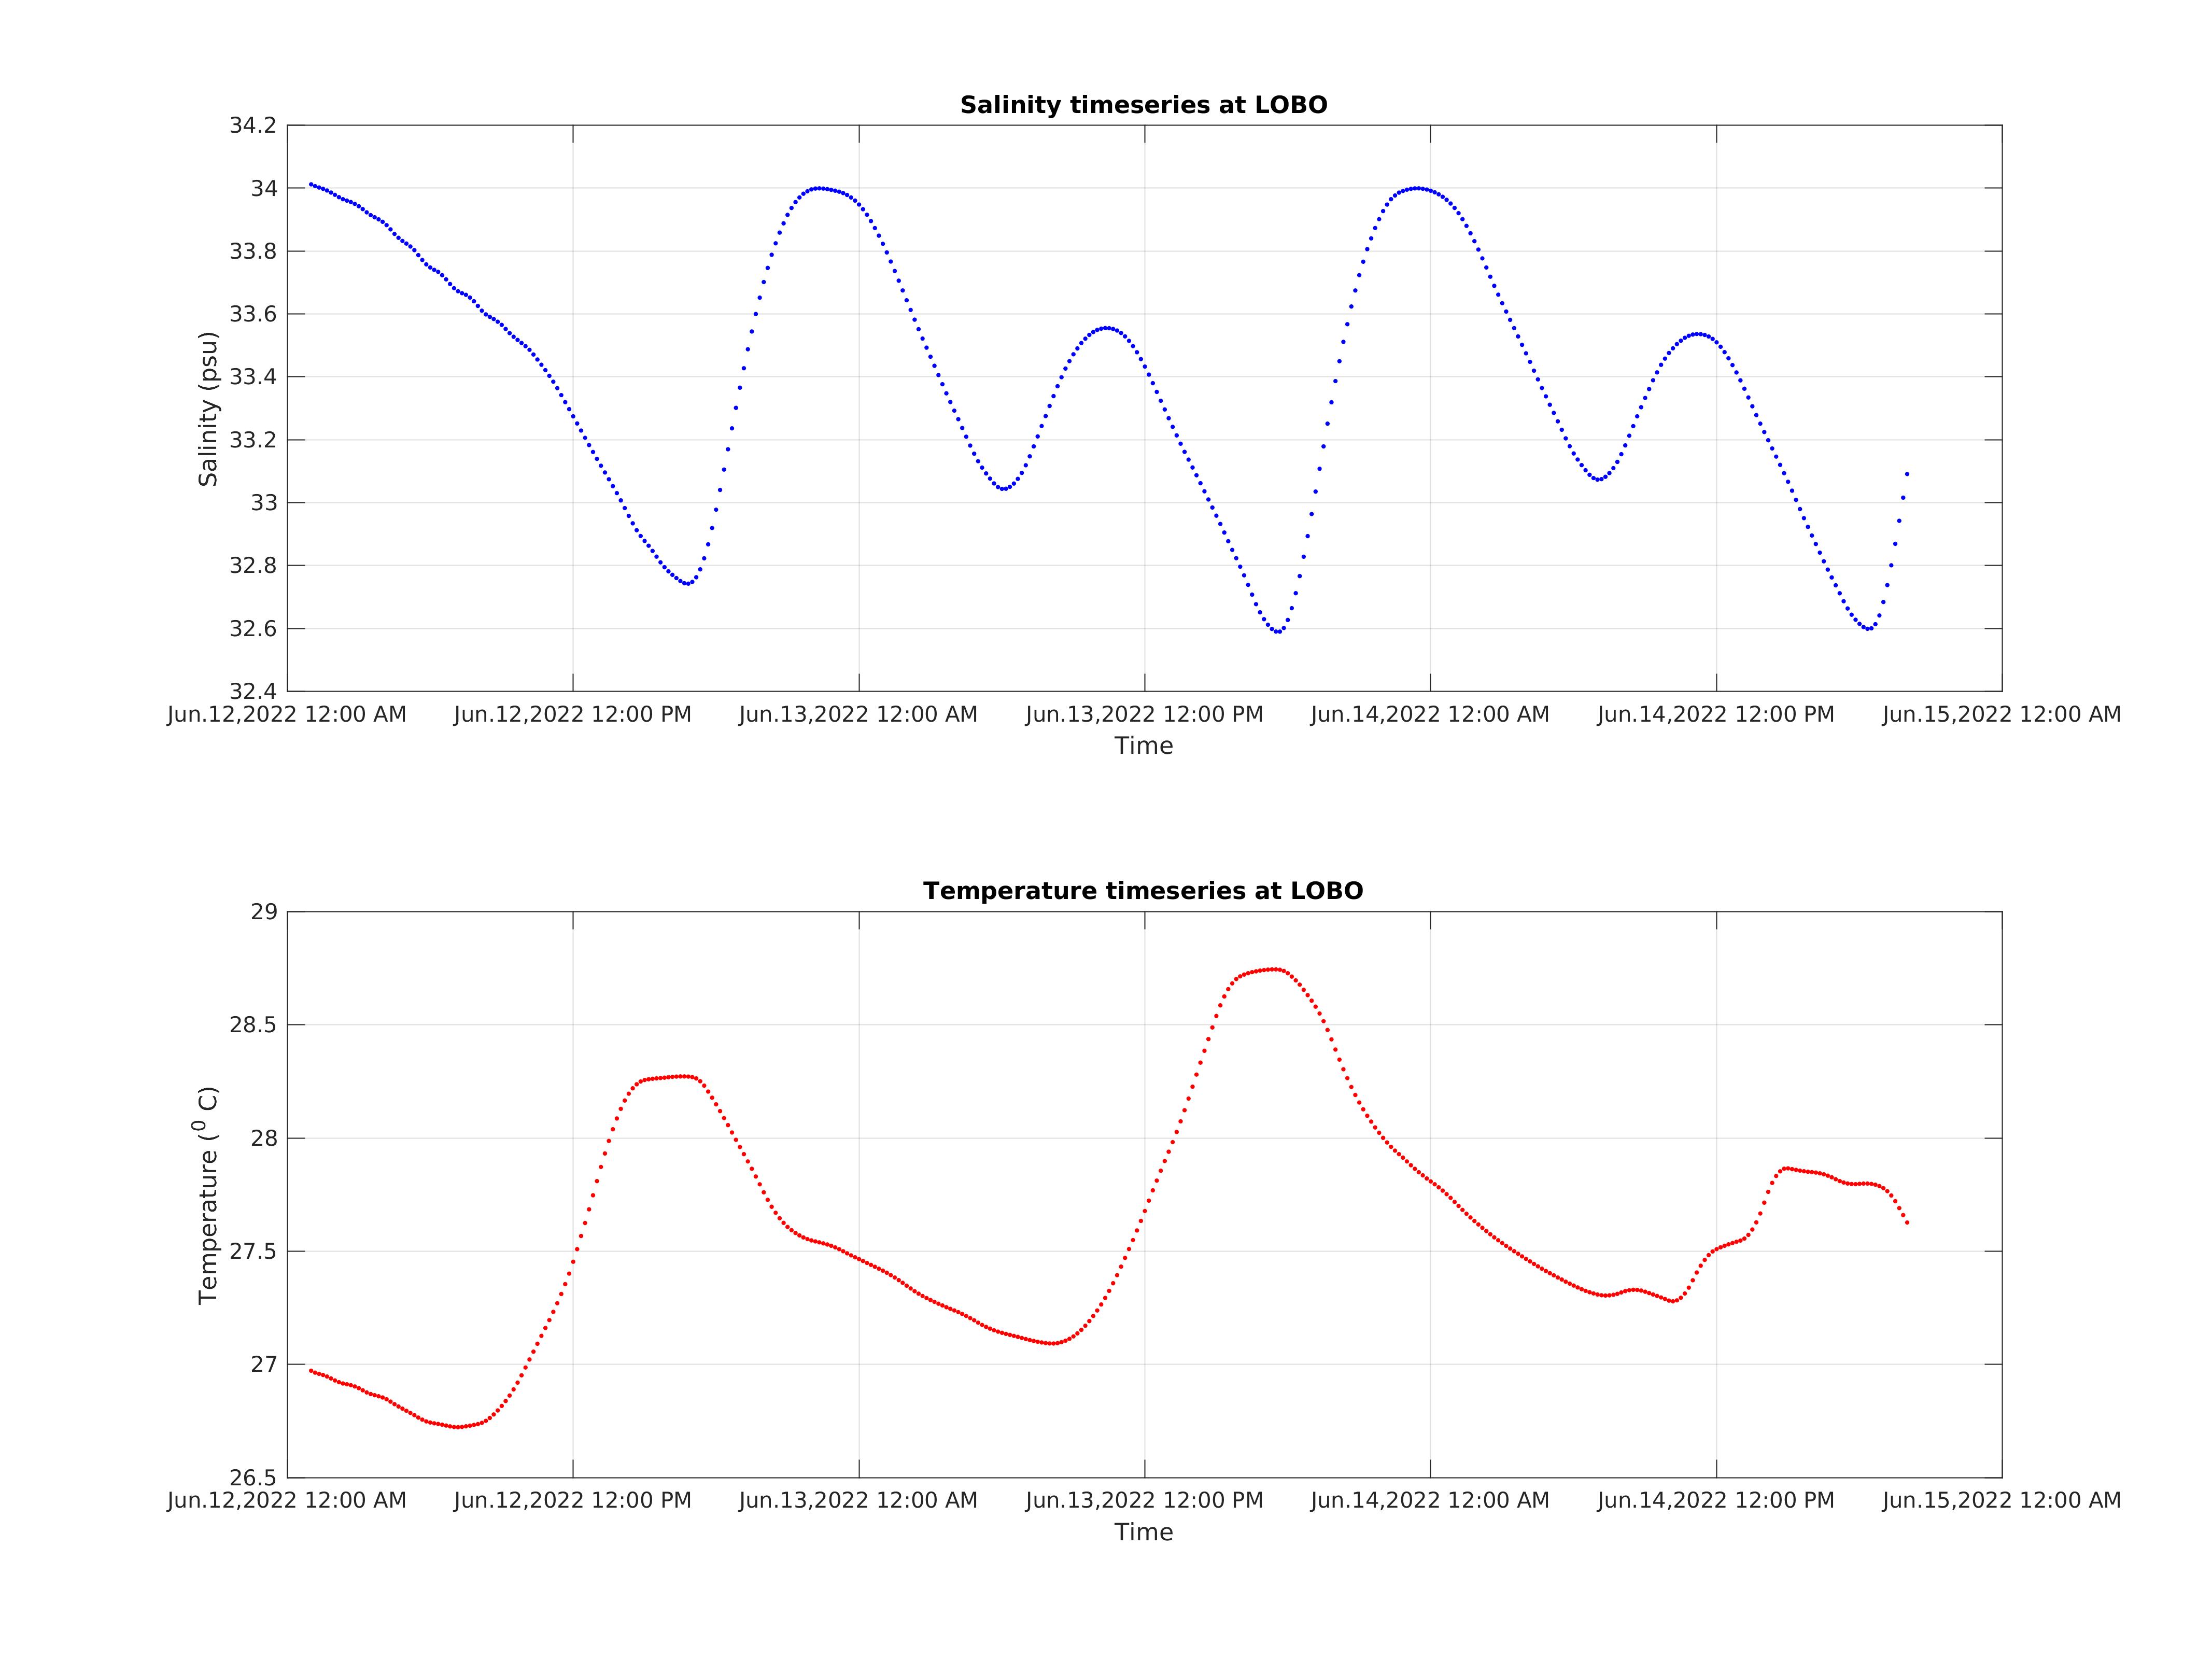 Salinity timeseries at LOBO
34.2
34
33.8
33.6
33.4
33.2
33
32.8
32.6
32.4
Salinity (psu)
Jun.12,2022 12:00 AM Jun.12,2022 12:00 PM Jun.13,2022 12:00 AM Jun.13,2022 12:00 PM Jun.14,2022 12:00 AM Jun.14,2022 12:00 PM Jun.15,2022 12:00 AM
Time
Temperature timeseries at LOBO
29
28.5
28
27.5
27
26.5
Temperature (⁰ C)
Jun.12,2022 12:00 AM Jun.12,2022 12:00 PM Jun.13,2022 12:00 AM Jun.13,2022 12:00 PM Jun.14,2022 12:00 AM Jun.14,2022 12:00 PM Jun.15,2022 12:00 AM
Time